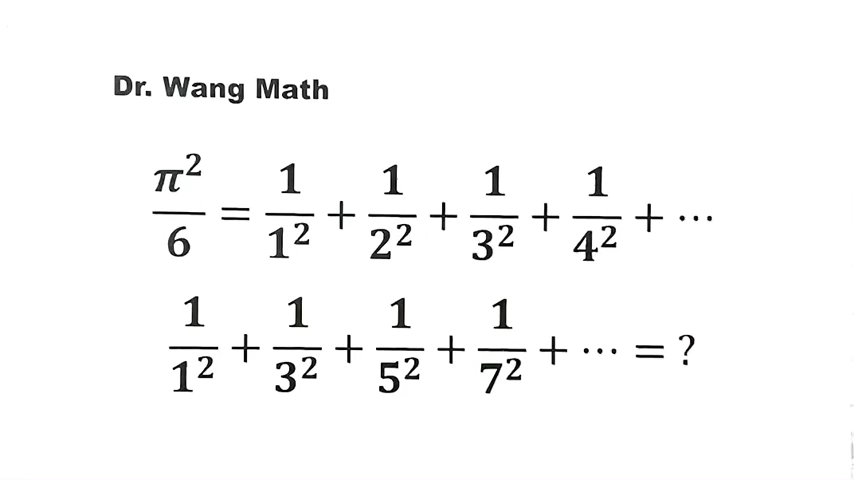 Dr. Wang Math
π²/6 = 1/1² + 1/2² + 1/3² + 1/4² + ⋯
1/1² + 1/3² + 1/5² + 1/7² + ⋯ = ?